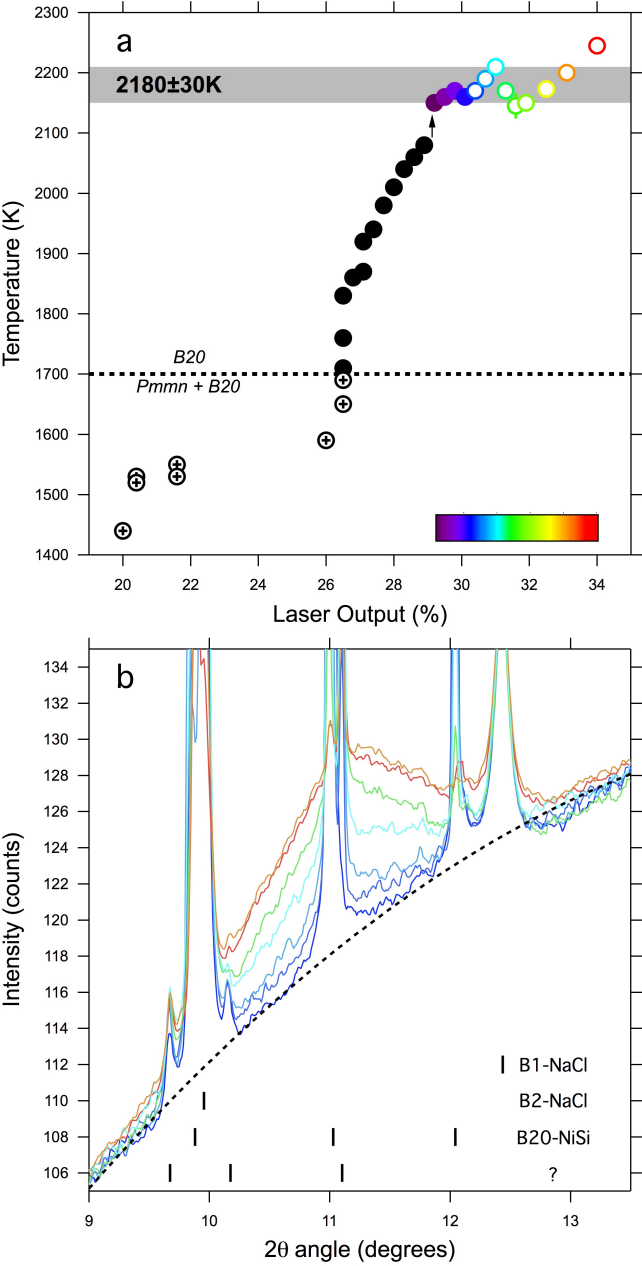 2300
a
2200
2180±30K
2100
2000
Temperature (K)
1900
1800
B20
1700
Pmmn + B20
1600
1500
1400
20 22 24 22 26 28 30 32 34
Laser Output (%)
b
134
132
130
128
126
124
122
Intensity (counts)
120
118
116
114
112
B1-NaCl
110
B2-NaCl
108
B20-NiSi
106
?
9 10 11 12 13
2θ angle (degrees)